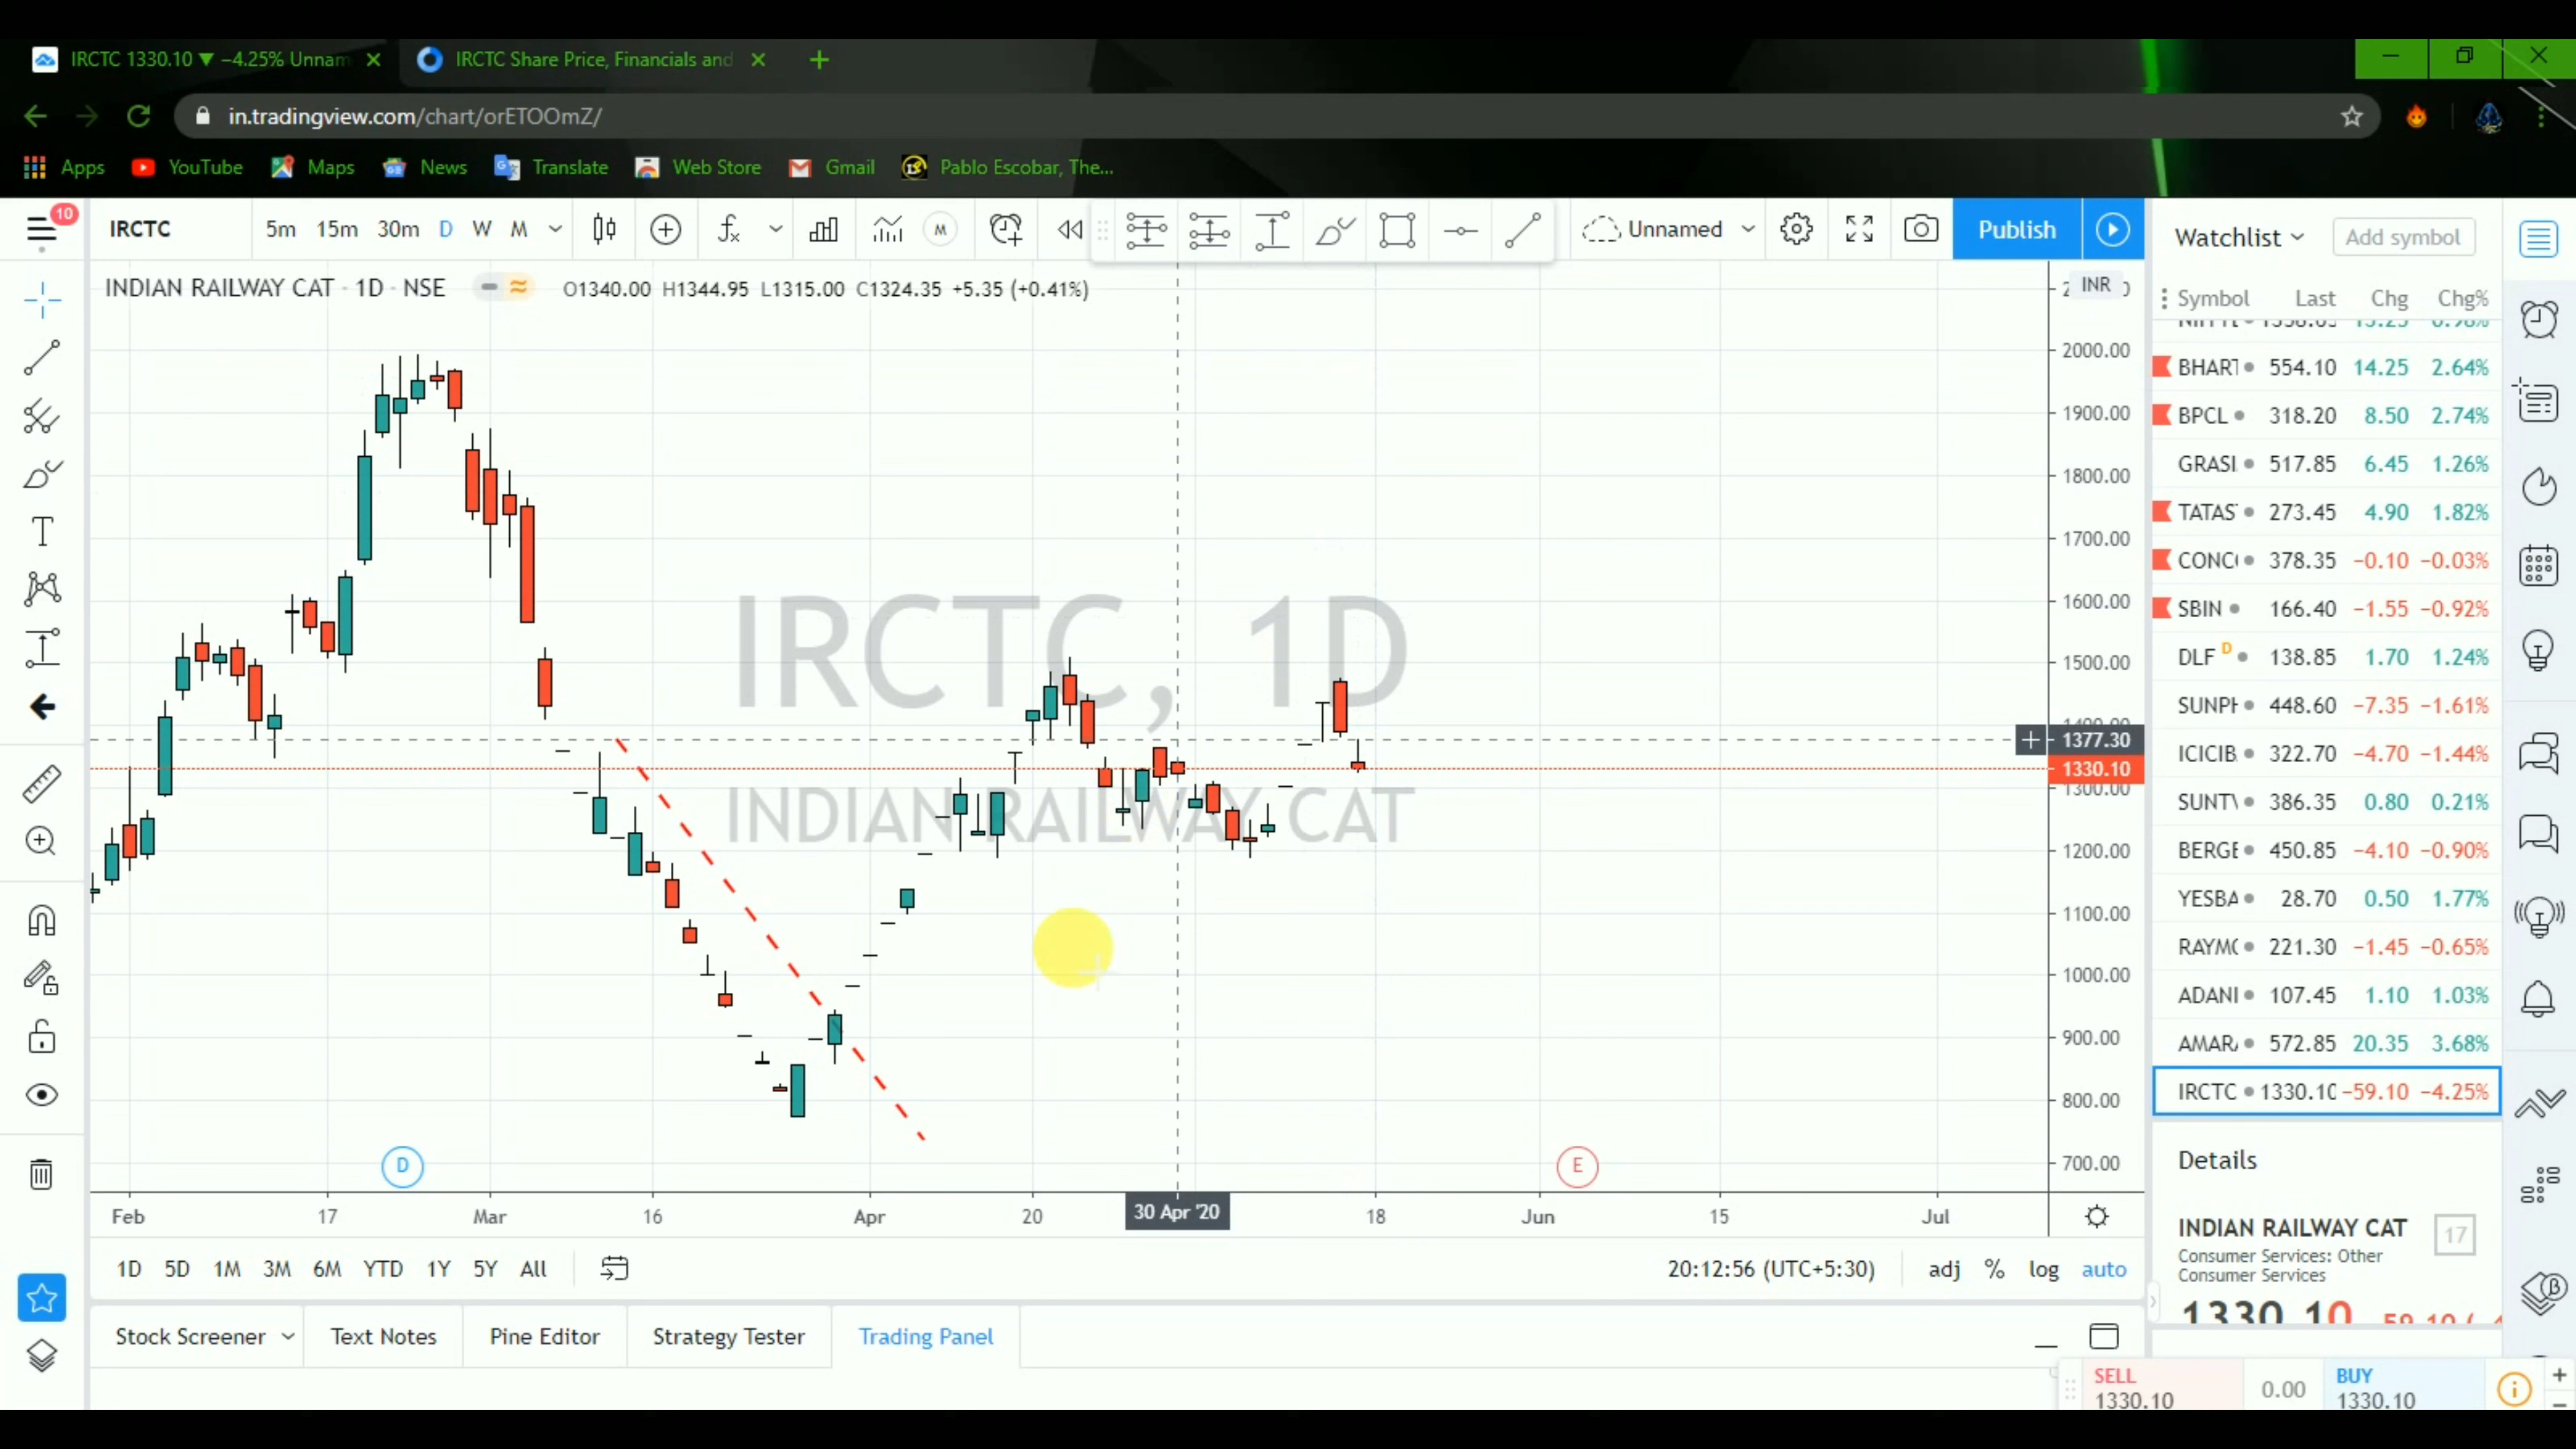 IRCTC 1330.10 ▼ −4.25% Unnam
IRCTC Share Price, Financials and
in.tradingview.com/chart/orETOOmZ/
Apps YouTube Maps News Translate Web Store Gmail Pablo Escobar, The...
10
IRCTC 5m 15m 30m D W M Unnamed Publish
INDIAN RAILWAY CAT · 1D · NSE O1340.00 H1344.95 L1315.00 C1324.35 +5.35 (+0.41%)
INR
2000.00
1900.00
1800.00
1700.00
1600.00
1500.00
1400.00
1377.30
1330.10
1300.00
1200.00
1100.00
1000.00
900.00
800.00
700.00
IRCTC, 1D
INDIAN RAILWAY CAT
D
E
Feb 17 Mar 16 Apr 20 30 Apr '20 18 Jun 15 Jul
1D 5D 1M 3M 6M YTD 1Y 5Y All
20:12:56 (UTC+5:30) adj % log auto
Stock Screener Text Notes Pine Editor Strategy Tester Trading Panel
Watchlist Add symbol
Symbol Last Chg Chg%
BHART 554.10 14.25 2.64%
BPCL 318.20 8.50 2.74%
GRASI 517.85 6.45 1.26%
TATAS 273.45 4.90 1.82%
CONC 378.35 −0.10 −0.03%
SBIN 166.40 −1.55 −0.92%
DLF D 138.85 1.70 1.24%
SUNPH 448.60 −7.35 −1.61%
ICICIB 322.70 −4.70 −1.44%
SUNTV 386.35 0.80 0.21%
BERGE 450.85 −4.10 −0.90%
YESBA 28.70 0.50 1.77%
RAYM 221.30 −1.45 −0.65%
ADANI 107.45 1.10 1.03%
AMAR 572.85 20.35 3.68%
IRCTC 1330.10 −59.10 −4.25%
Details
INDIAN RAILWAY CAT
17
Consumer Services: Other
Consumer Services
1330.10
SELL
1330.10
0.00
BUY
1330.10